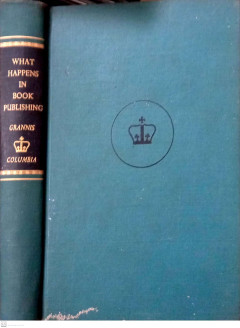 WHAT
HAPPENS
IN
BOOK
PUBLISHING
GRANNIS
COLUMBIA